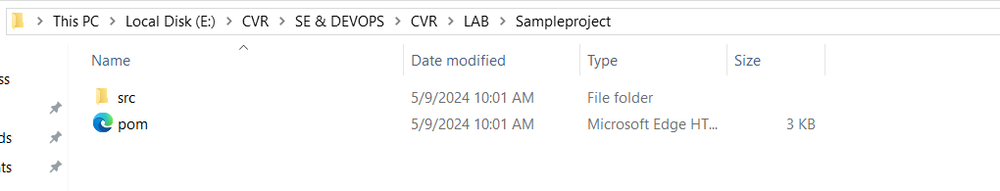 This PC > Local Disk (E:) > CVR > SE & DEVOPS > CVR > LAB > Sampleproject
Name Date modified Type Size
ss
src 5/9/2024 10:01 AM File folder
pom 5/9/2024 10:01 AM Microsoft Edge HT... 3 KB
ds
ts